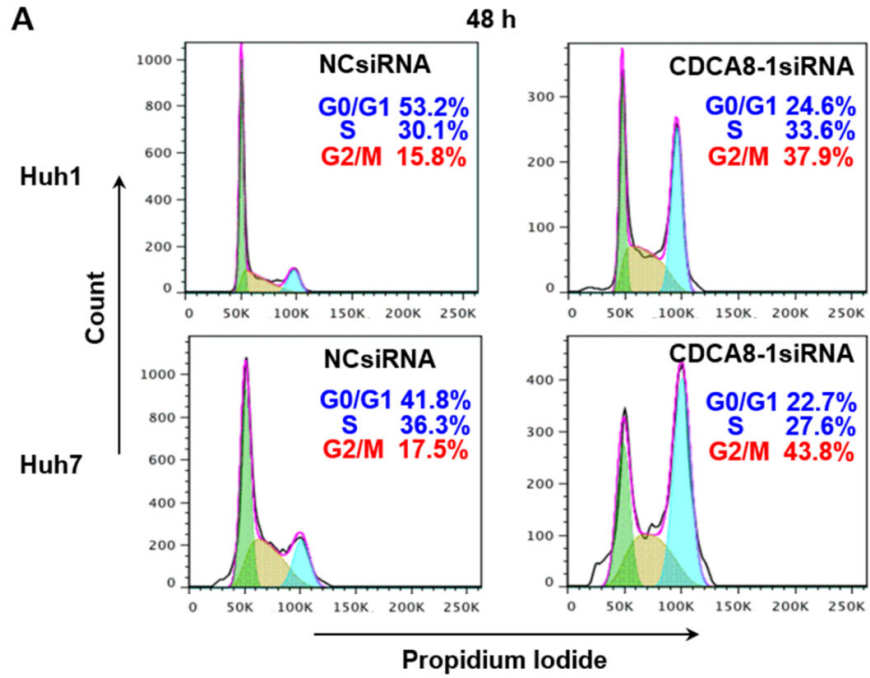 A
48 h
Huh1
NCsiRNA
G0/G1 53.2%
S 30.1%
G2/M 15.8%
1000
800
600
400
200
0
0 50K 100K 150K 200K 250K
CDCA8-1siRNA
G0/G1 24.6%
S 33.6%
G2/M 37.9%
300
200
100
0
0 50K 100K 150K 200K 250K
Count
Huh7
NCsiRNA
G0/G1 41.8%
S 36.3%
G2/M 17.5%
1000
800
600
400
200
0
0 50K 100K 150K 200K 250K
CDCA8-1siRNA
G0/G1 22.7%
S 27.6%
G2/M 43.8%
400
300
200
100
0
0 50K 100K 150K 200K 250K
Propidium Iodide